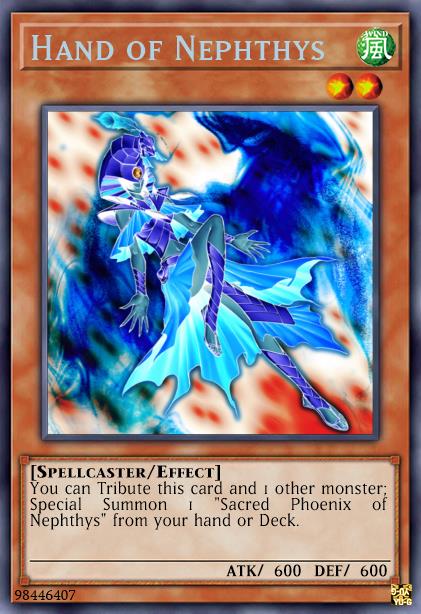 Hand of Nephthys
WIND
風
[Spellcaster/Effect]
You can Tribute this card and 1 other monster;
Special Summon 1 "Sacred Phoenix of
Nephthys" from your hand or Deck.
ATK/ 600 DEF/ 600
98446407